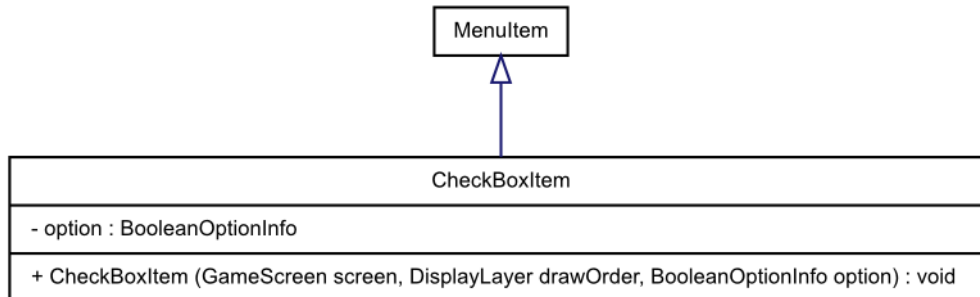 MenuItem
CheckBoxItem
- option : BooleanOptionInfo
+ CheckBoxItem (GameScreen screen, DisplayLayer drawOrder, BooleanOptionInfo option) : void